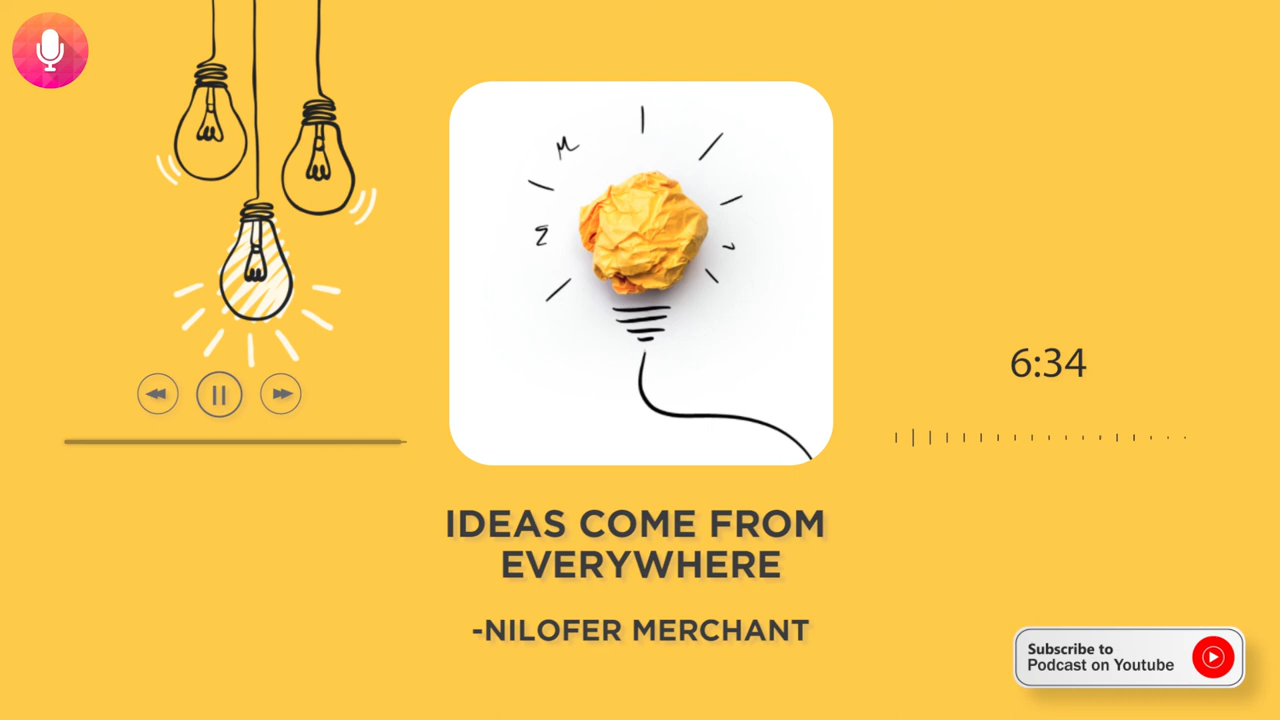 6:34
IDEAS COME FROM
EVERYWHERE
-NILOFER MERCHANT
Subscribe to
Podcast on Youtube